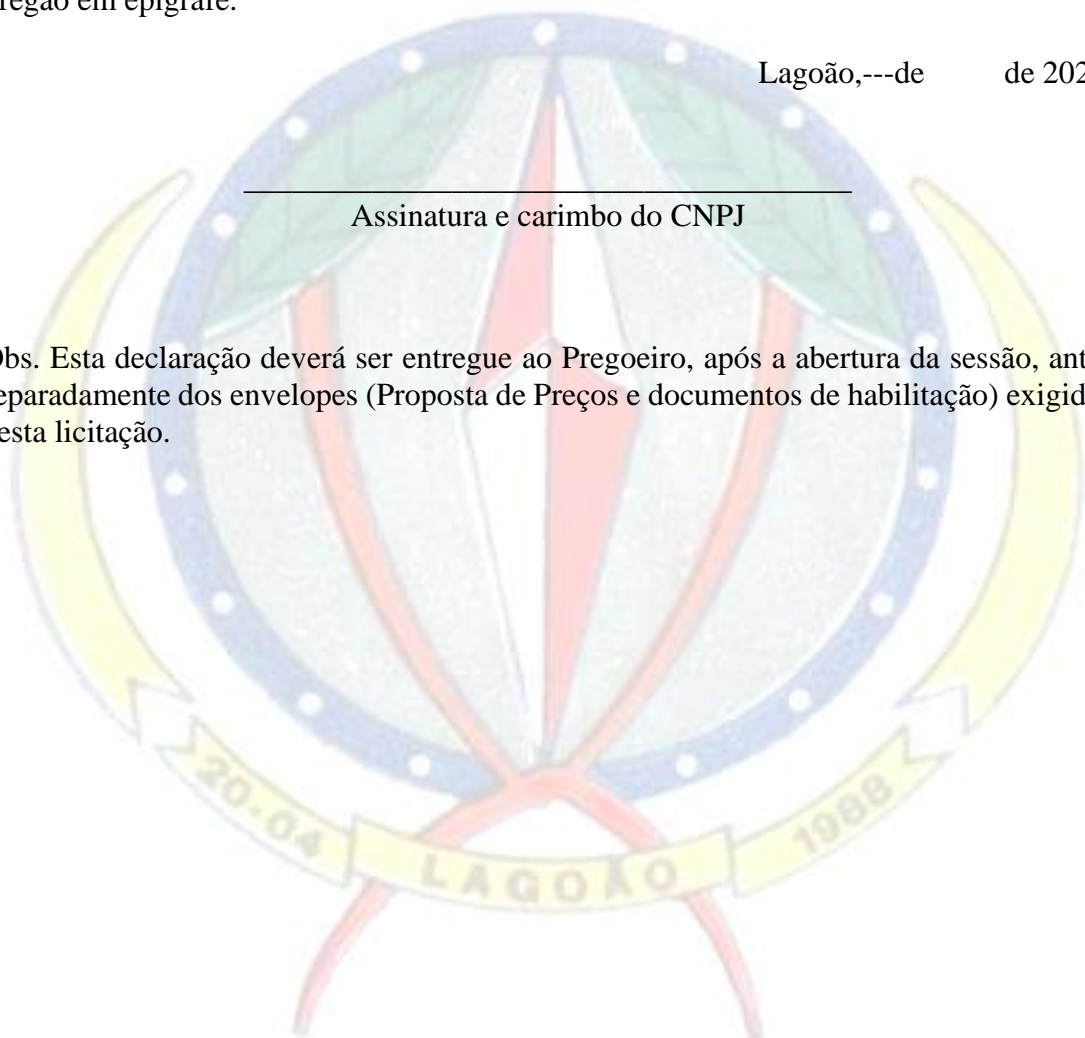 regão em epígrafe.
Lagoão,---de de 202
Assinatura e carimbo do CNPJ
Obs. Esta declaração deverá ser entregue ao Pregoeiro, após a abertura da sessão, ant
eparadamente dos envelopes (Proposta de Preços e documentos de habilitação) exigid
esta licitação.
20.04 LAGOÃO 1988